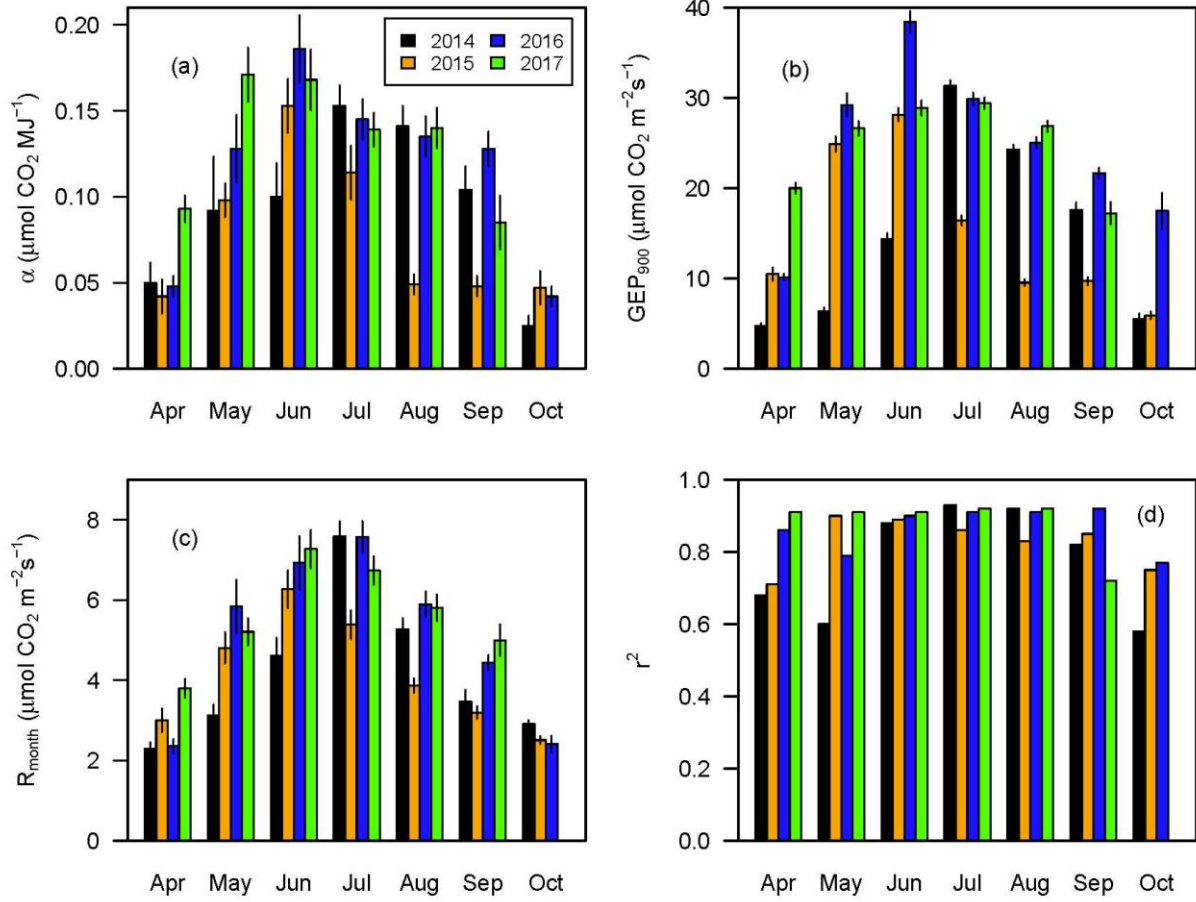 0.20
0.15
0.10
0.05
0.00
α (μmol CO₂ MJ⁻¹)
(a)
2014 2016
2015 2017
Apr May Jun Jul Aug Sep Oct
40
30
20
10
0
GEP₉₀₀ (μmol CO₂ m⁻²s⁻¹)
(b)
Apr May Jun Jul Aug Sep Oct
8
6
4
2
0
R_month (μmol CO₂ m⁻²s⁻¹)
(c)
Apr May Jun Jul Aug Sep Oct
1.0
0.8
0.6
0.4
0.2
0.0
r²
(d)
Apr May Jun Jul Aug Sep Oct